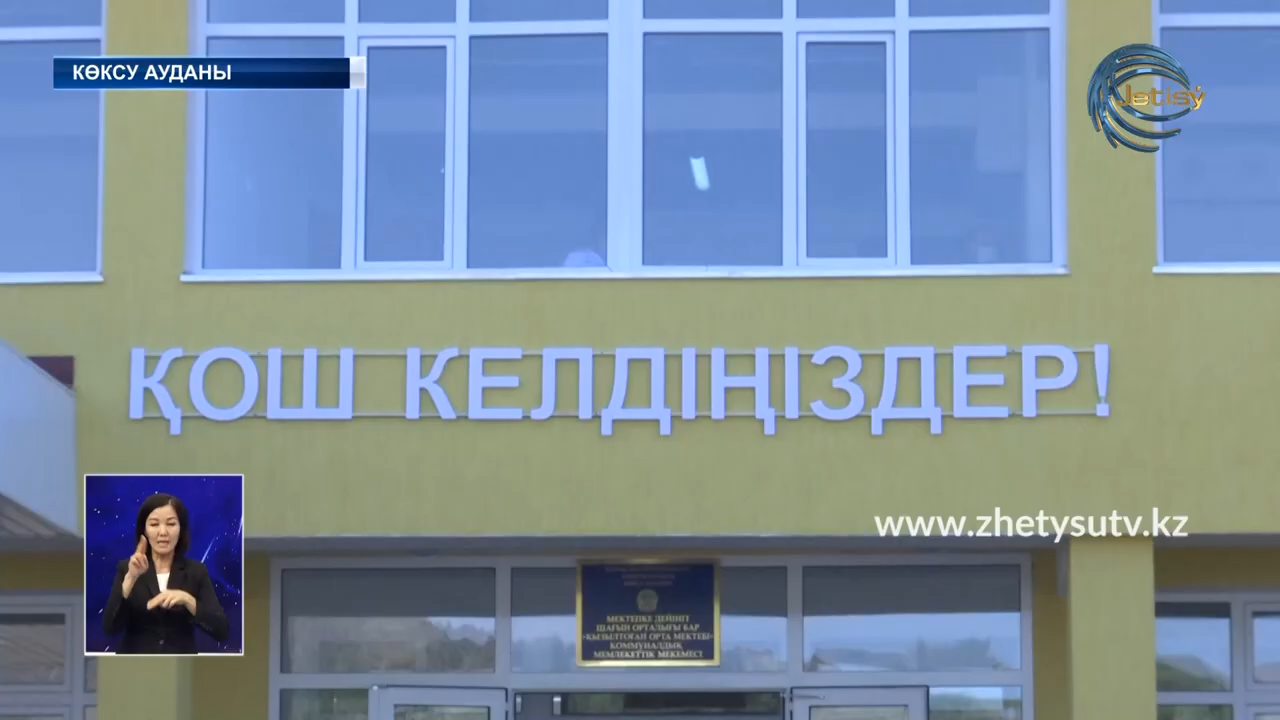 КӨКСУ АУДАНЫ
Jetisý
ҚОШ КЕЛДІҢІЗДЕР!
www.zhetysutv.kz
МЕКТЕПКЕ ДЕЙІНГІ
ШАҒЫН ОРТАЛЫҒЫ БАР
«ҚЫЗЫЛТОҒАН ОРТА МЕКТЕБІ»
КОММУНАЛДЫҚ
МЕМЛЕКЕТТІК МЕКЕМЕСІ